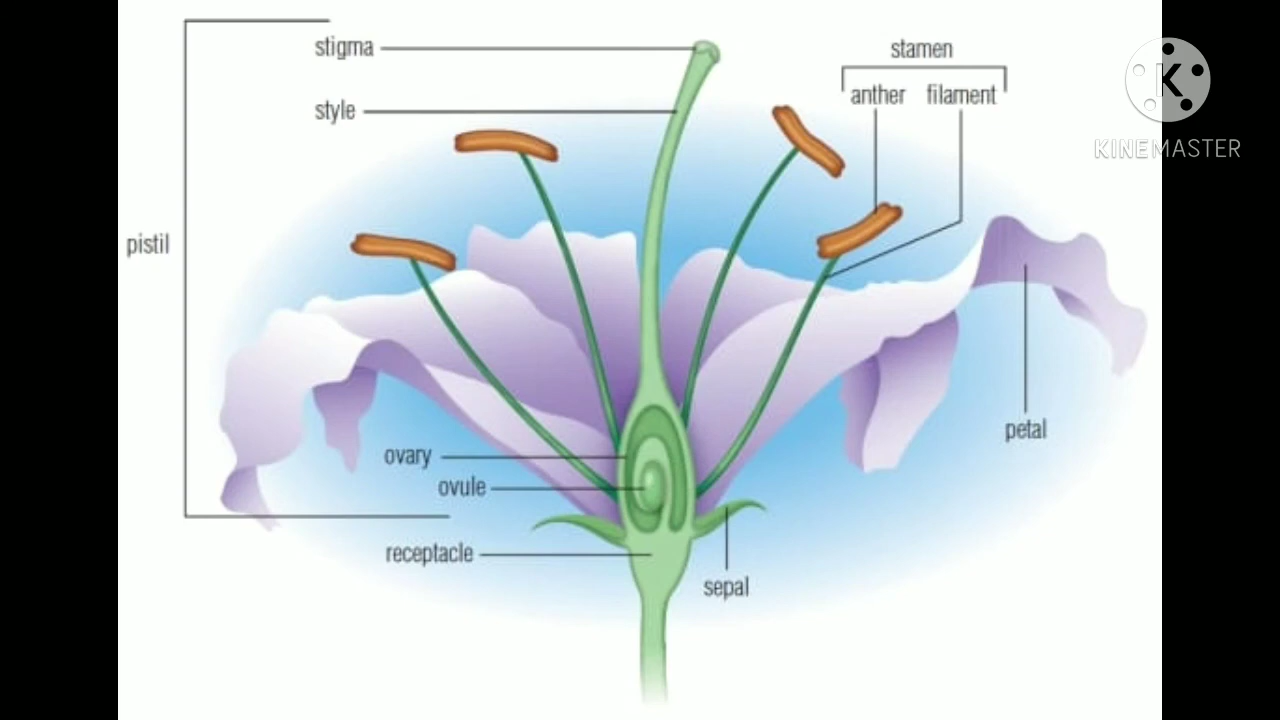 stigma
stamen
style
anther
filament
K
KINEMASTER
pistil
petal
ovary
ovule
receptacle
sepal